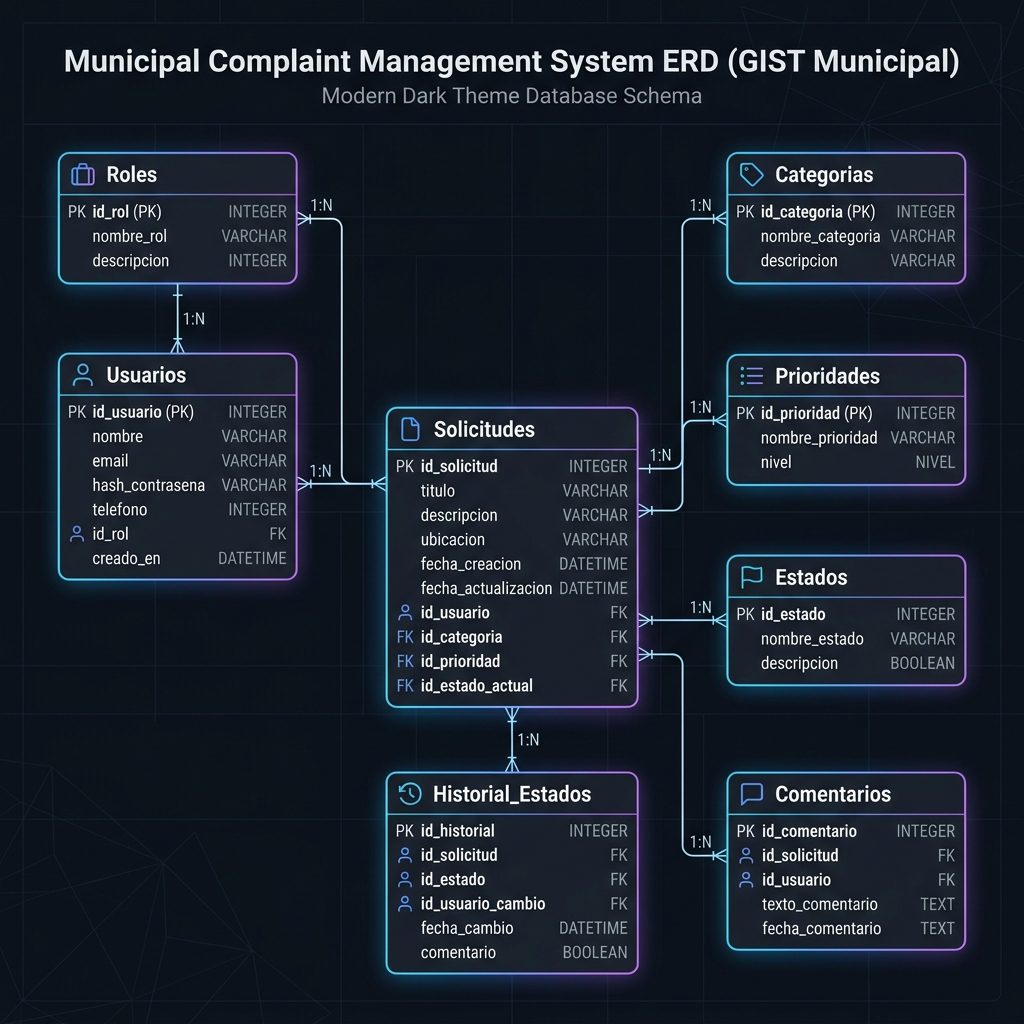 Municipal Complaint Management System ERD (GIST Municipal)
Modern Dark Theme Database Schema
Roles
PK id_rol (PK) INTEGER
nombre_rol VARCHAR
descripcion INTEGER
1:N
1:N
Usuarios
PK id_usuario (PK) INTEGER
nombre VARCHAR
email VARCHAR
hash_contrasena VARCHAR
telefono INTEGER
id_rol FK
creado_en DATETIME
1:N
Solicitudes
PK id_solicitud INTEGER
titulo VARCHAR
descripcion VARCHAR
ubicacion VARCHAR
fecha_creacion DATETIME
fecha_actualizacion DATETIME
id_usuario FK
FK id_categoria FK
FK id_prioridad FK
FK id_estado_actual FK
1:N
1:N
Historial_Estados
PK id_historial INTEGER
id_solicitud FK
id_estado FK
id_usuario_cambio FK
fecha_cambio DATETIME
comentario BOOLEAN
1:N
Categorias
PK id_categoria (PK) INTEGER
nombre_categoria VARCHAR
descripcion VARCHAR
1:N
Prioridades
PK id_prioridad (PK) INTEGER
nombre_prioridad VARCHAR
nivel NIVEL
1:N
Estados
PK id_estado INTEGER
nombre_estado VARCHAR
descripcion BOOLEAN
1:N
Comentarios
PK id_comentario INTEGER
id_solicitud FK
id_usuario FK
texto_comentario TEXT
fecha_comentario TEXT